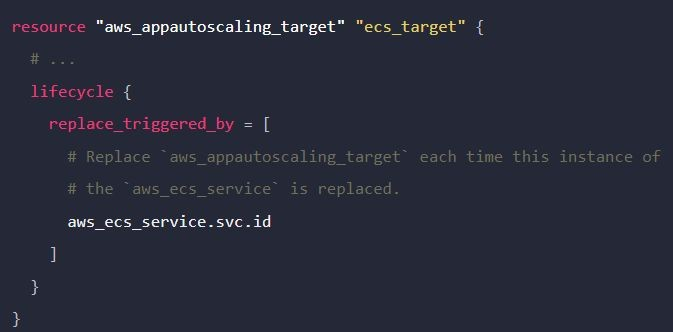 resource "aws_appautoscaling_target" "ecs_target" {
  # ...
  lifecycle {
    replace_triggered_by = [
      # Replace `aws_appautoscaling_target` each time this instance of
      # the `aws_ecs_service` is replaced.
      aws_ecs_service.svc.id
    ]
  }
}